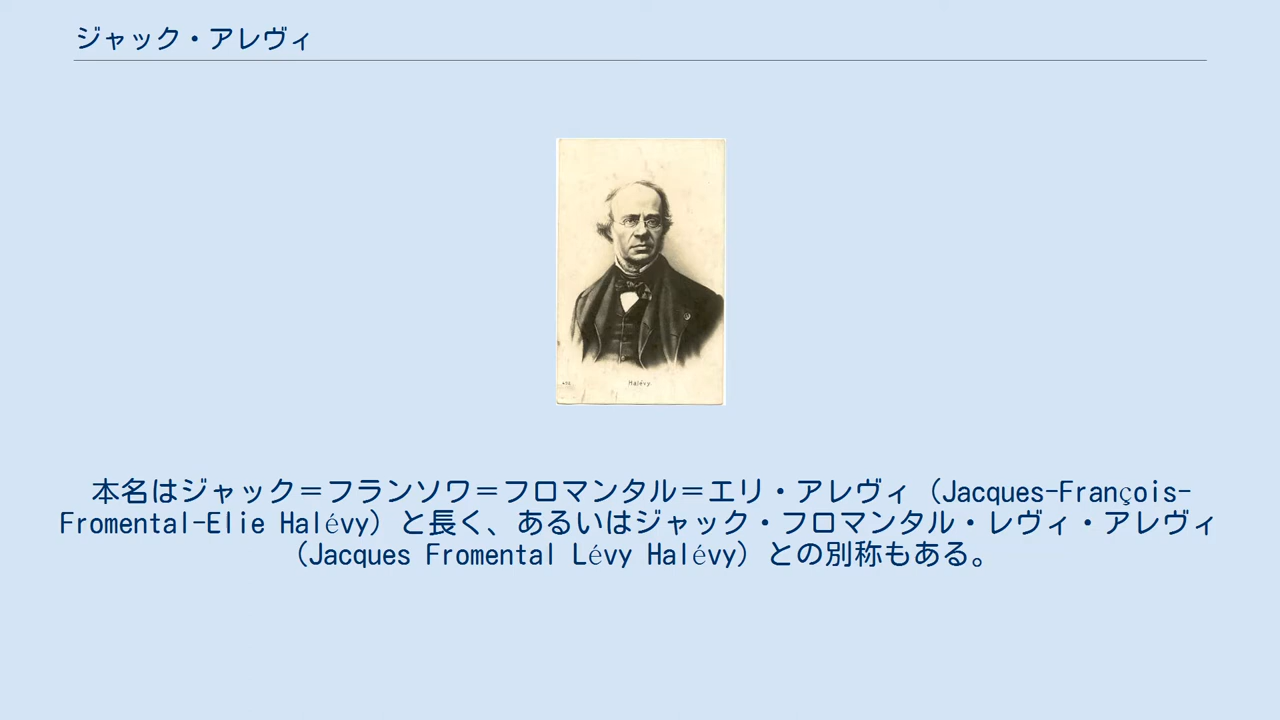 ジャック・アレヴィ
Halévy.
本名はジャック＝フランソワ＝フロマンタル＝エリ・アレヴィ（Jacques-François-
Fromental-Elie Halévy）と長く、あるいはジャック・フロマンタル・レヴィ・アレヴィ
（Jacques Fromental Lévy Halévy）との別称もある。